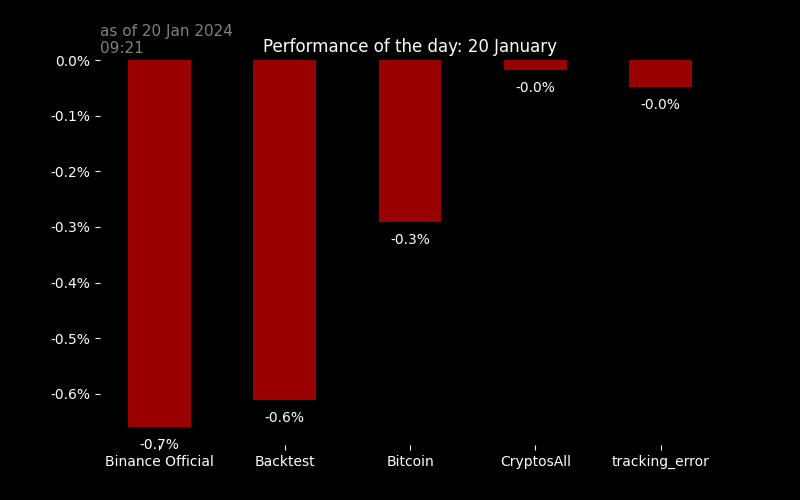 as of 20 Jan 2024
09:21
Performance of the day: 20 January
0.0%
-0.1%
-0.2%
-0.3%
-0.4%
-0.5%
-0.6%
-0.7%
-0.6%
-0.3%
-0.0%
-0.0%
Binance Official
Backtest
Bitcoin
CryptosAll
tracking_error